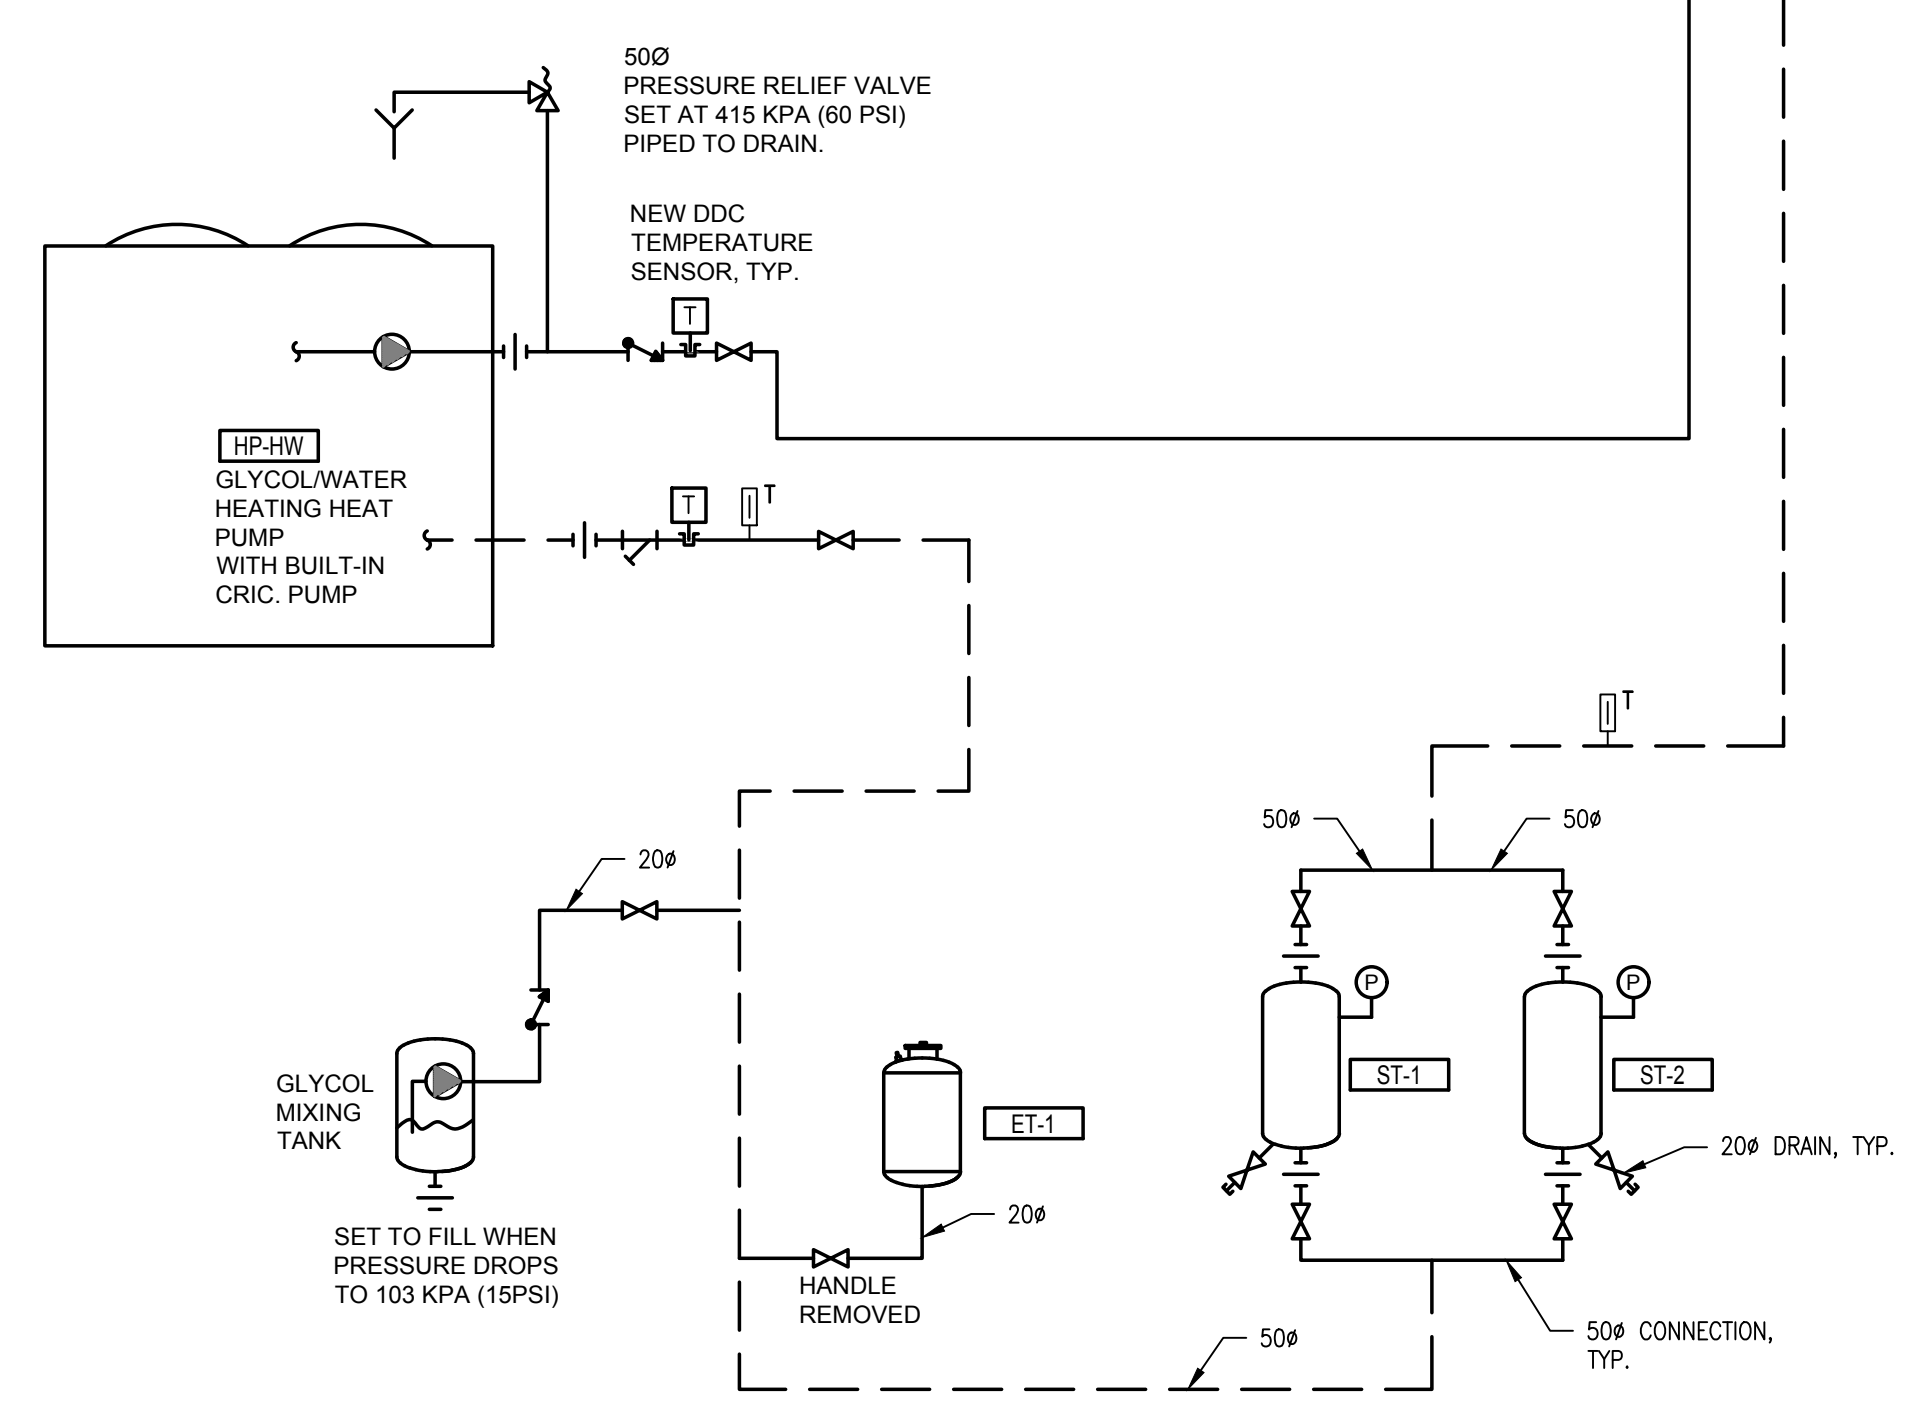 50Ø
PRESSURE RELIEF VALVE
SET AT 415 KPA (60 PSI)
PIPED TO DRAIN.
NEW DDC
TEMPERATURE
SENSOR, TYP.
T
HP-HW
GLYCOL/WATER
HEATING HEAT
PUMP
WITH BUILT-IN
CRIC. PUMP
T
T
T
50ø
50ø
20ø
P
P
GLYCOL
MIXING
TANK
ET-1
ST-1
ST-2
20ø DRAIN, TYP.
20ø
SET TO FILL WHEN
PRESSURE DROPS
TO 103 KPA (15PSI)
HANDLE
REMOVED
50ø
50ø CONNECTION,
TYP.